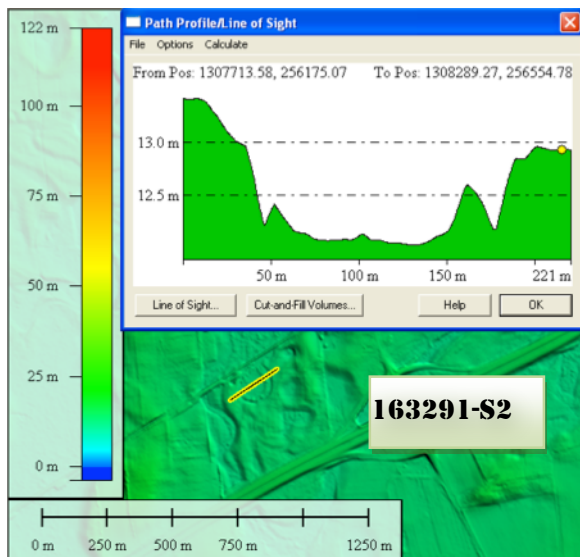 122 m
100 m
75 m
50 m
25 m
0 m
Path Profile/Line of Sight
File Options Calculate
From Pos: 1307713.58, 256175.07 To Pos: 1308289.27, 256554.78
13.0 m
12.5 m
50 m 100 m 150 m 221 m
Line of Sight... Cut-and-Fill Volumes... Help OK
163291-S2
0 m 250 m 500 m 750 m 1250 m